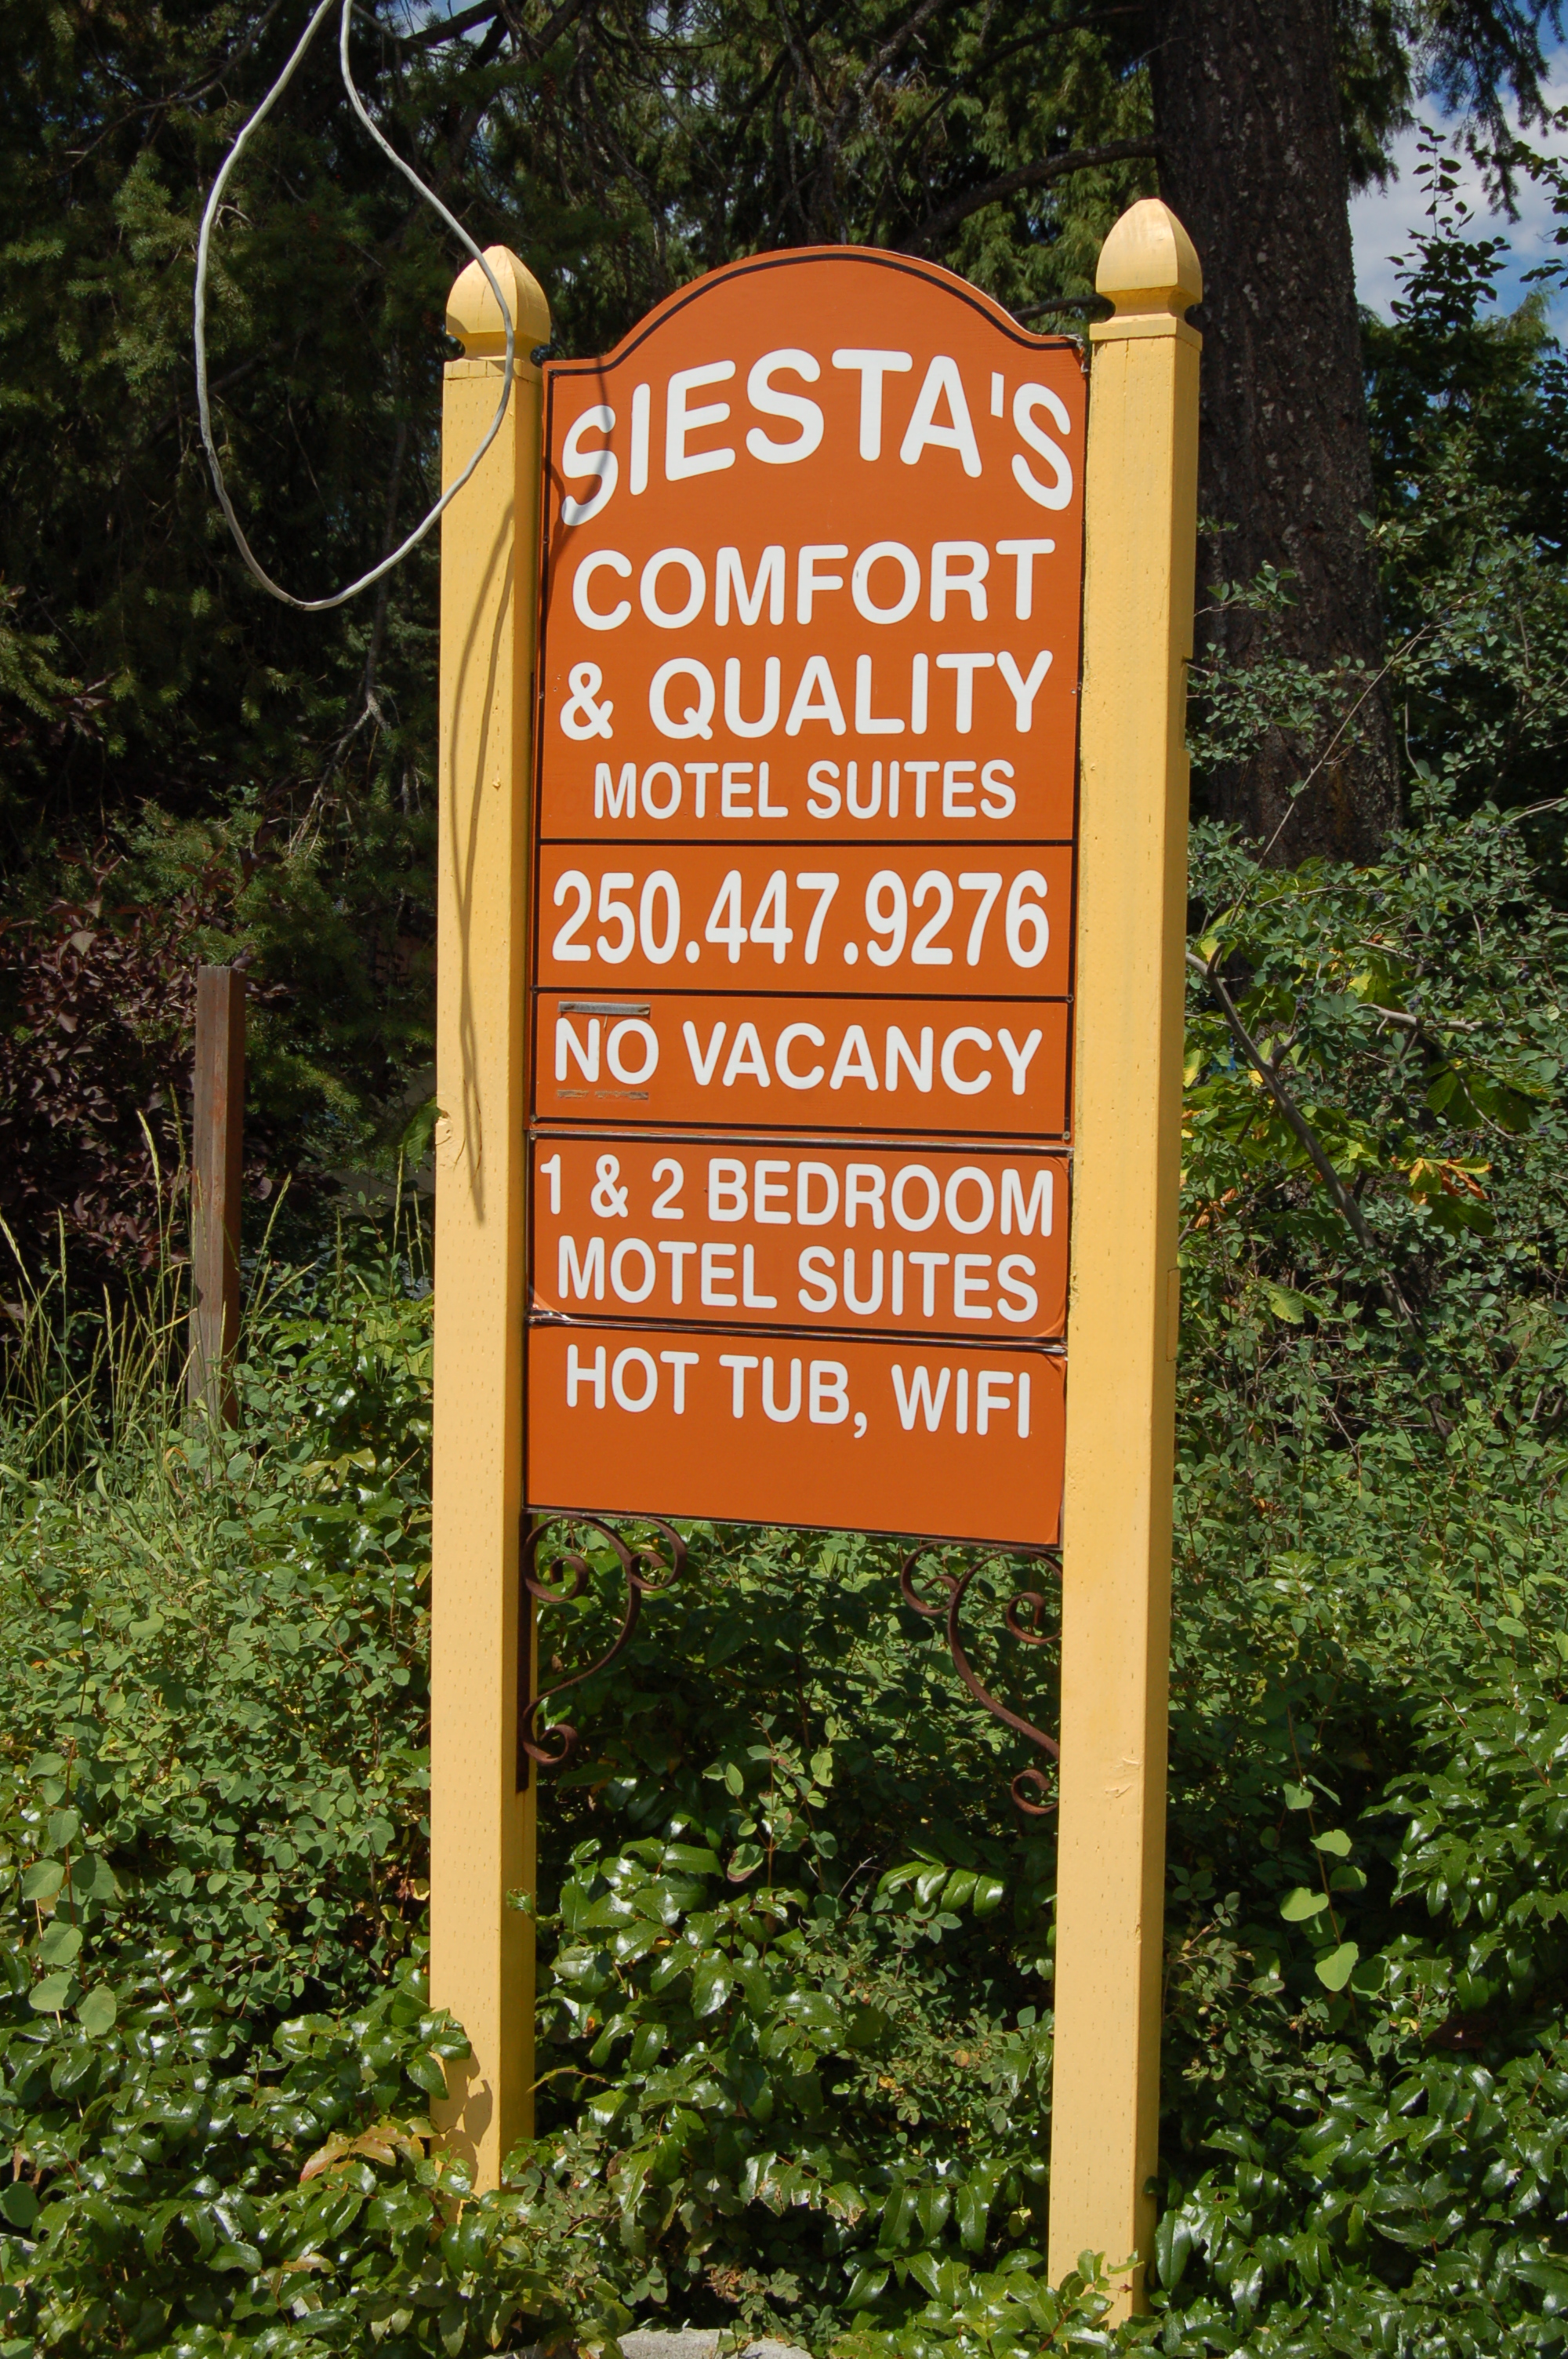 SIESTA'S
COMFORT
& QUALITY
MOTEL SUITES
250.447.9276
NO VACANCY
1 & 2 BEDROOM
MOTEL SUITES
HOT TUB, WIFI